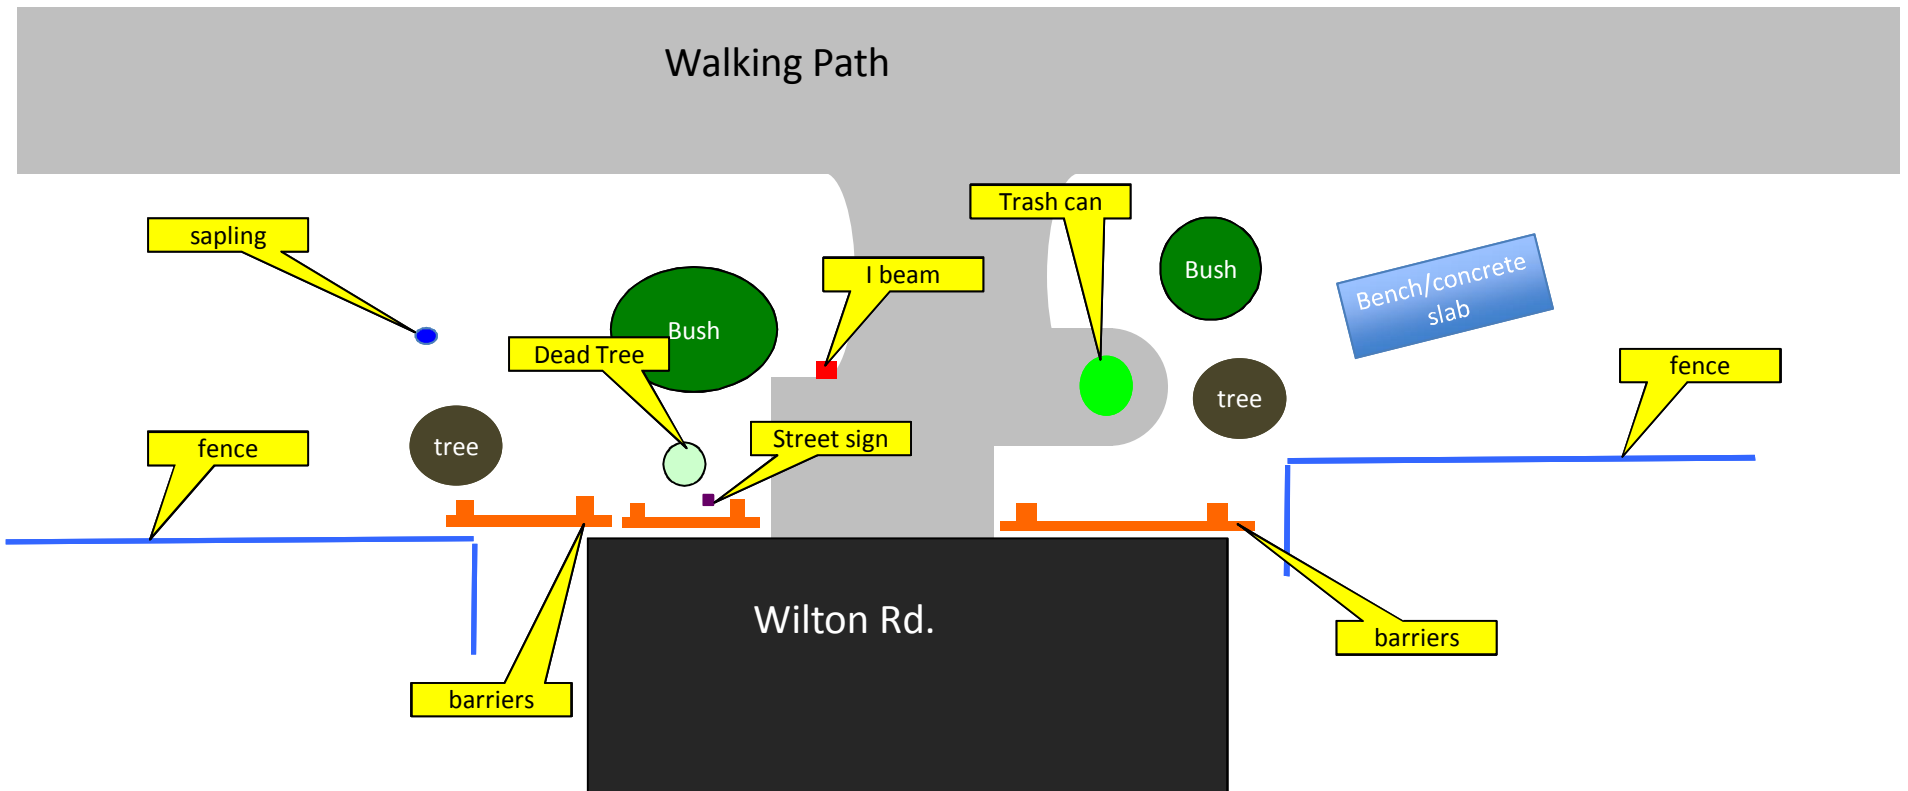 Walking Path
Trash can
sapling
Bush
I beam
Bench/concrete
slab
Bush
Dead Tree
fence
tree
Street sign
tree
fence
Wilton Rd.
barriers
barriers